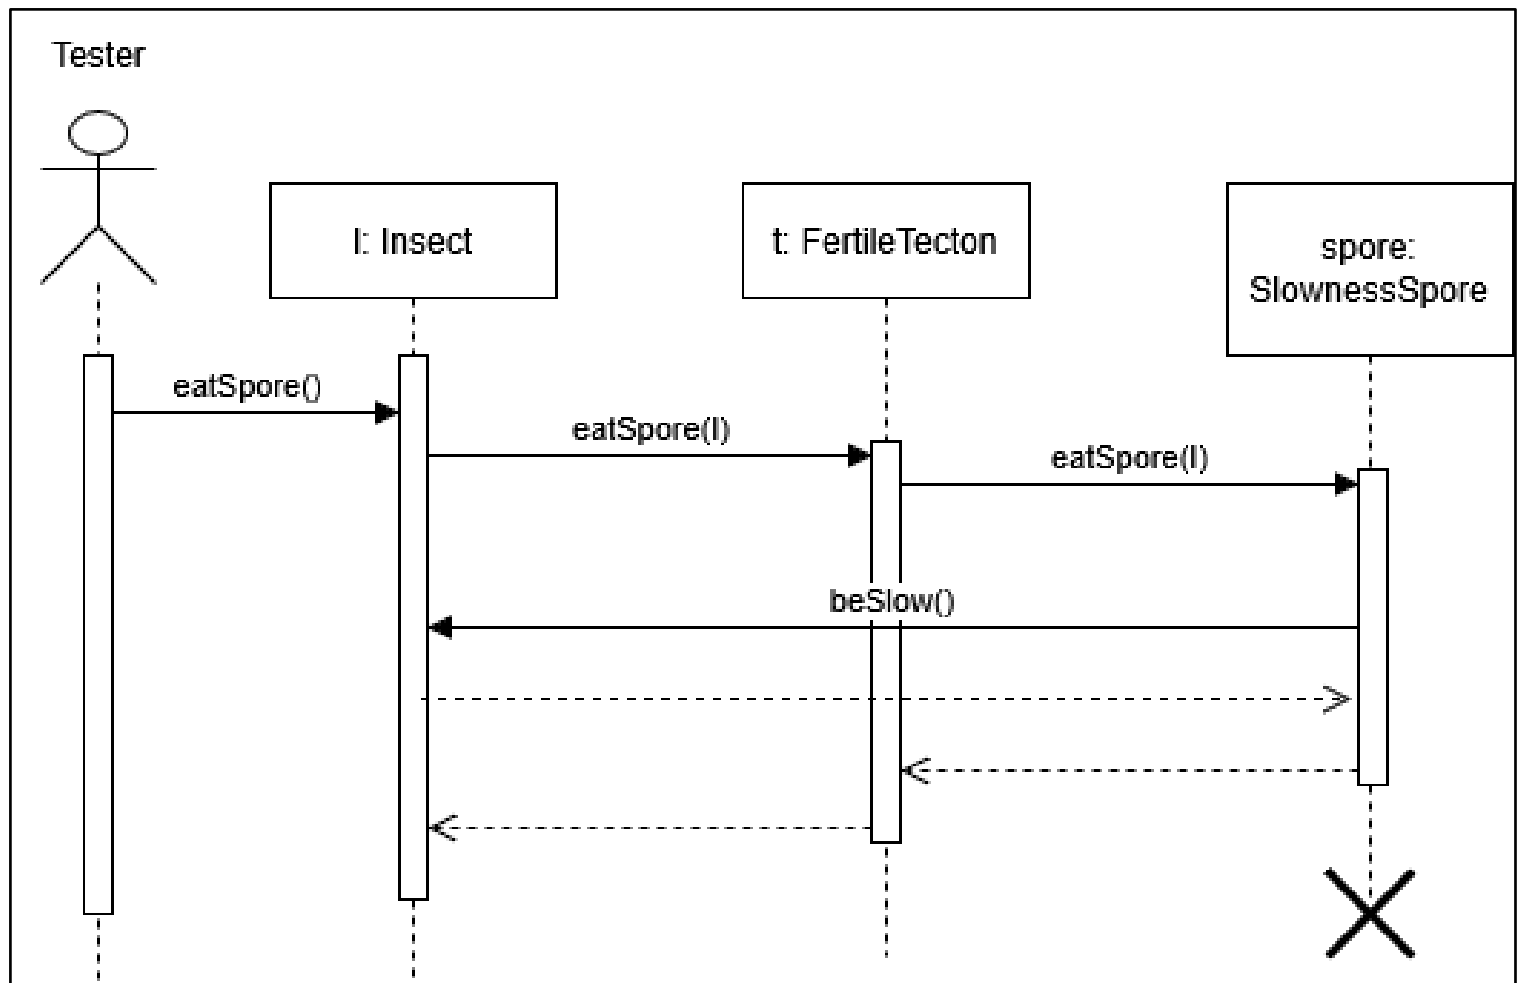 Tester
I: Insect
t: FertileTecton
spore:
SlownessSpore
eatSpore()
eatSpore(I)
eatSpore(I)
beSlow()